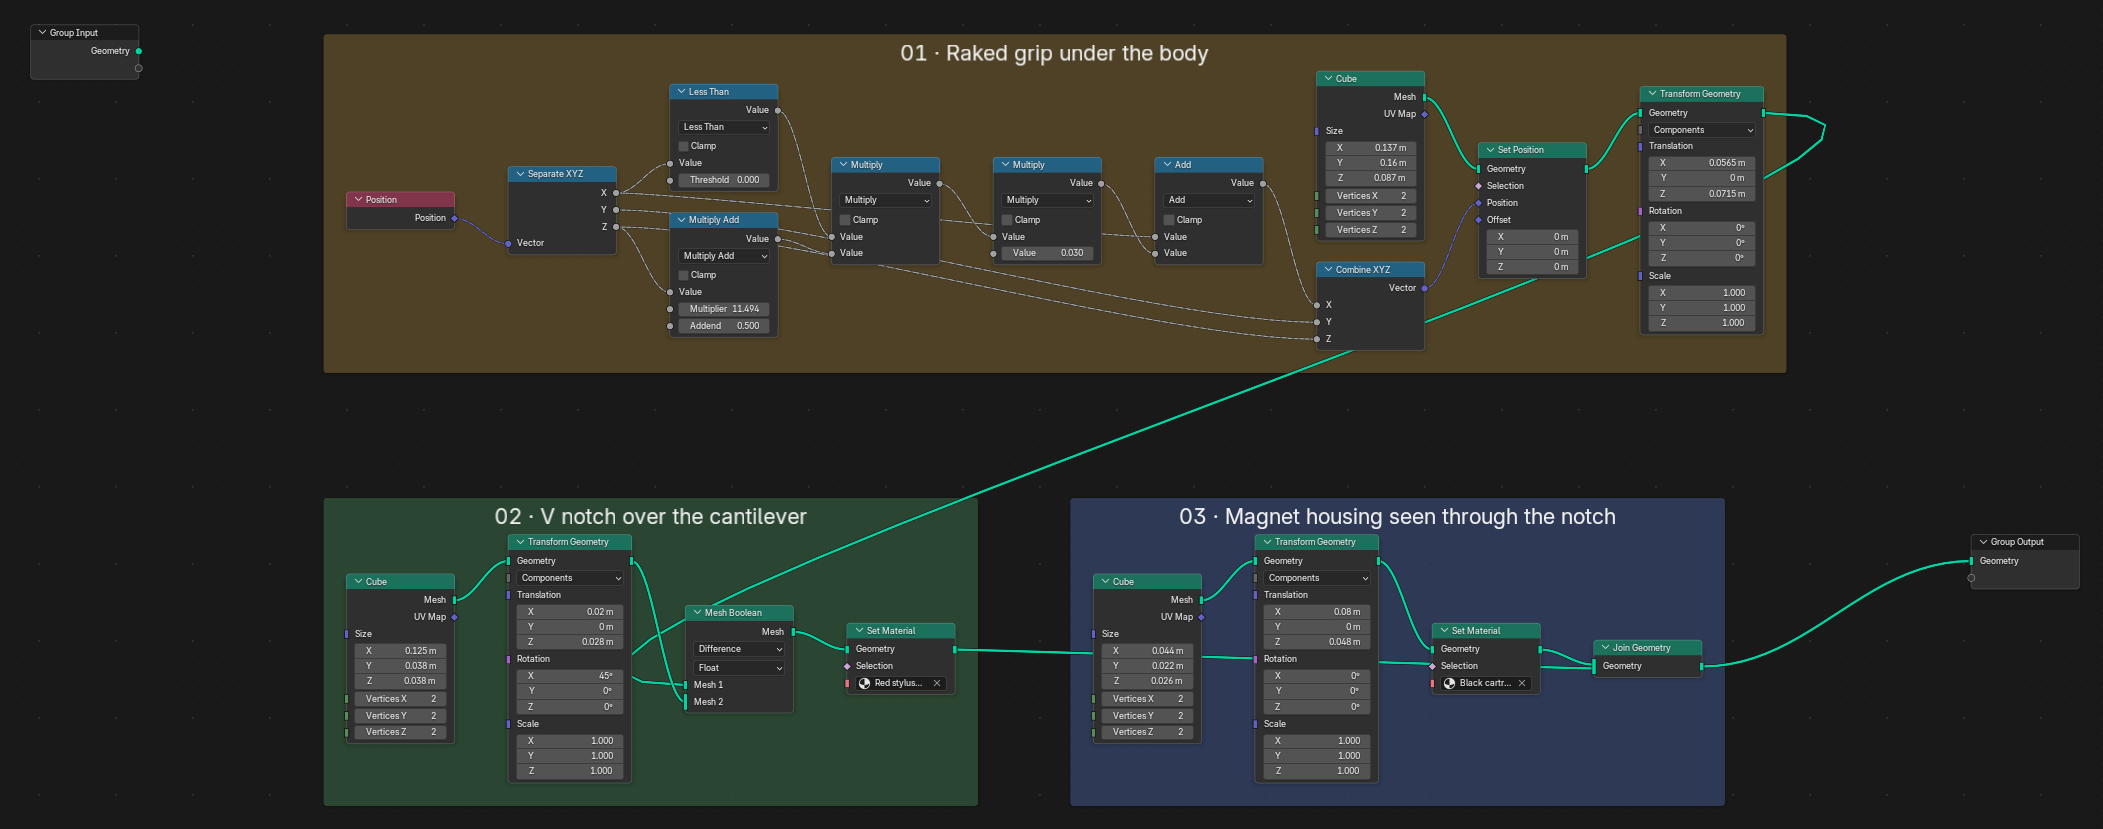 Group Input
Geometry
01 · Raked grip under the body
Position
Position
Separate XYZ
X
Y
Z
Vector
Less Than
Value
Less Than
Clamp
Value
Threshold 0.000
Multiply Add
Value
Multiply Add
Clamp
Value
Multiplier 11.494
Addend 0.500
Multiply
Value
Multiply
Clamp
Value
Value
Multiply
Value
Multiply
Clamp
Value
Value 0.030
Add
Value
Add
Clamp
Value
Value
Cube
Mesh
UV Map
Size
X 0.137 m
Y 0.16 m
Z 0.087 m
Vertices X 2
Vertices Y 2
Vertices Z 2
Combine XYZ
Vector
X
Y
Z
Set Position
Geometry
Selection
Position
Offset
X 0 m
Y 0 m
Z 0 m
Transform Geometry
Geometry
Components
Translation
X 0.0565 m
Y 0 m
Z 0.0715 m
Rotation
X 0°
Y 0°
Z 0°
Scale
X 1.000
Y 1.000
Z 1.000
02 · V notch over the cantilever
Cube
Mesh
UV Map
Size
X 0.125 m
Y 0.038 m
Z 0.038 m
Vertices X 2
Vertices Y 2
Vertices Z 2
Transform Geometry
Geometry
Components
Translation
X 0.02 m
Y 0 m
Z 0.028 m
Rotation
X 45°
Y 0°
Z 0°
Scale
X 1.000
Y 1.000
Z 1.000
Mesh Boolean
Mesh
Difference
Float
Mesh 1
Mesh 2
Set Material
Geometry
Selection
Red stylus...
03 · Magnet housing seen through the notch
Cube
Mesh
UV Map
Size
X 0.044 m
Y 0.022 m
Z 0.026 m
Vertices X 2
Vertices Y 2
Vertices Z 2
Transform Geometry
Geometry
Components
Translation
X 0.08 m
Y 0 m
Z 0.048 m
Rotation
X 0°
Y 0°
Z 0°
Scale
X 1.000
Y 1.000
Z 1.000
Set Material
Geometry
Selection
Black cartr...
Join Geometry
Geometry
Group Output
Geometry